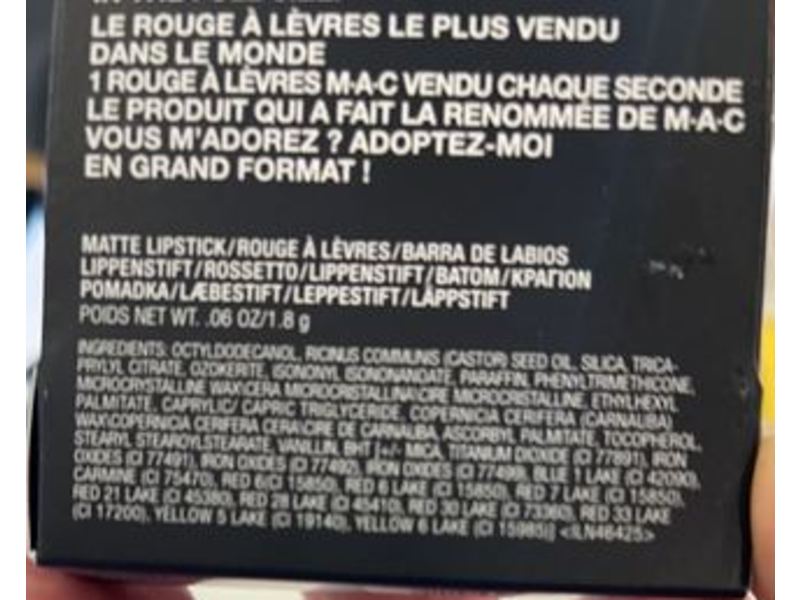 LE ROUGE À LÈVRES LE PLUS VENDU
DANS LE MONDE
1 ROUGE À LÈVRES M·A·C VENDU CHAQUE SECONDE
LE PRODUIT QUI A FAIT LA RENOMMÉE DE M·A·C
VOUS M'ADOREZ ? ADOPTEZ-MOI
EN GRAND FORMAT !
MATTE LIPSTICK/ROUGE À LÈVRES/BARRA DE LABIOS
LIPPENSTIFT/ROSSETTO/LIPPENSTIFT/BATOM/ΚΡΑΓΙΟΝ
POMADKA/LÆBESTIFT/LEPPESTIFT/LÄPPSTIFT
POIDS NET WT. .06 OZ/1.8 g
INGREDIENTS: OCTYLDODECANOL, RICINUS COMMUNIS (CASTOR) SEED OIL, SILICA, TRICA-
PRYLYL CITRATE, OZOKERITE, ISONONYL ISONONANOATE, PARAFFIN, PHENYLTRIMETHICONE,
MICROCRYSTALLINE WAX\CERA MICROCRISTALLINA\CIRE MICROCRISTALLINE, ETHYLHEXYL
PALMITATE, CAPRYLIC/ CAPRIC TRIGLYCERIDE, COPERNICIA CERIFERA (CARNAUBA)
WAX\COPERNICIA CERIFERA CERA\CIRE DE CARNAUBA, ASCORBYL PALMITATE, TOCOPHEROL,
STEARYL STEAROYLSTEARATE, VANILLIN, BHT [+/- MICA, TITANIUM DIOXIDE (CI 77891), IRON
OXIDES (CI 77491), IRON OXIDES (CI 77492), IRON OXIDES (CI 77499), BLUE 1 LAKE (CI 42090),
CARMINE (CI 75470), RED 6 (CI 15850), RED 6 LAKE (CI 15850), RED 7 LAKE (CI 15850),
RED 21 LAKE (CI 45380), RED 28 LAKE (CI 45410), RED 30 LAKE (CI 73360), RED 33 LAKE
(CI 17200), YELLOW 5 LAKE (CI 19140), YELLOW 6 LAKE (CI 15985)] <ILN46425>